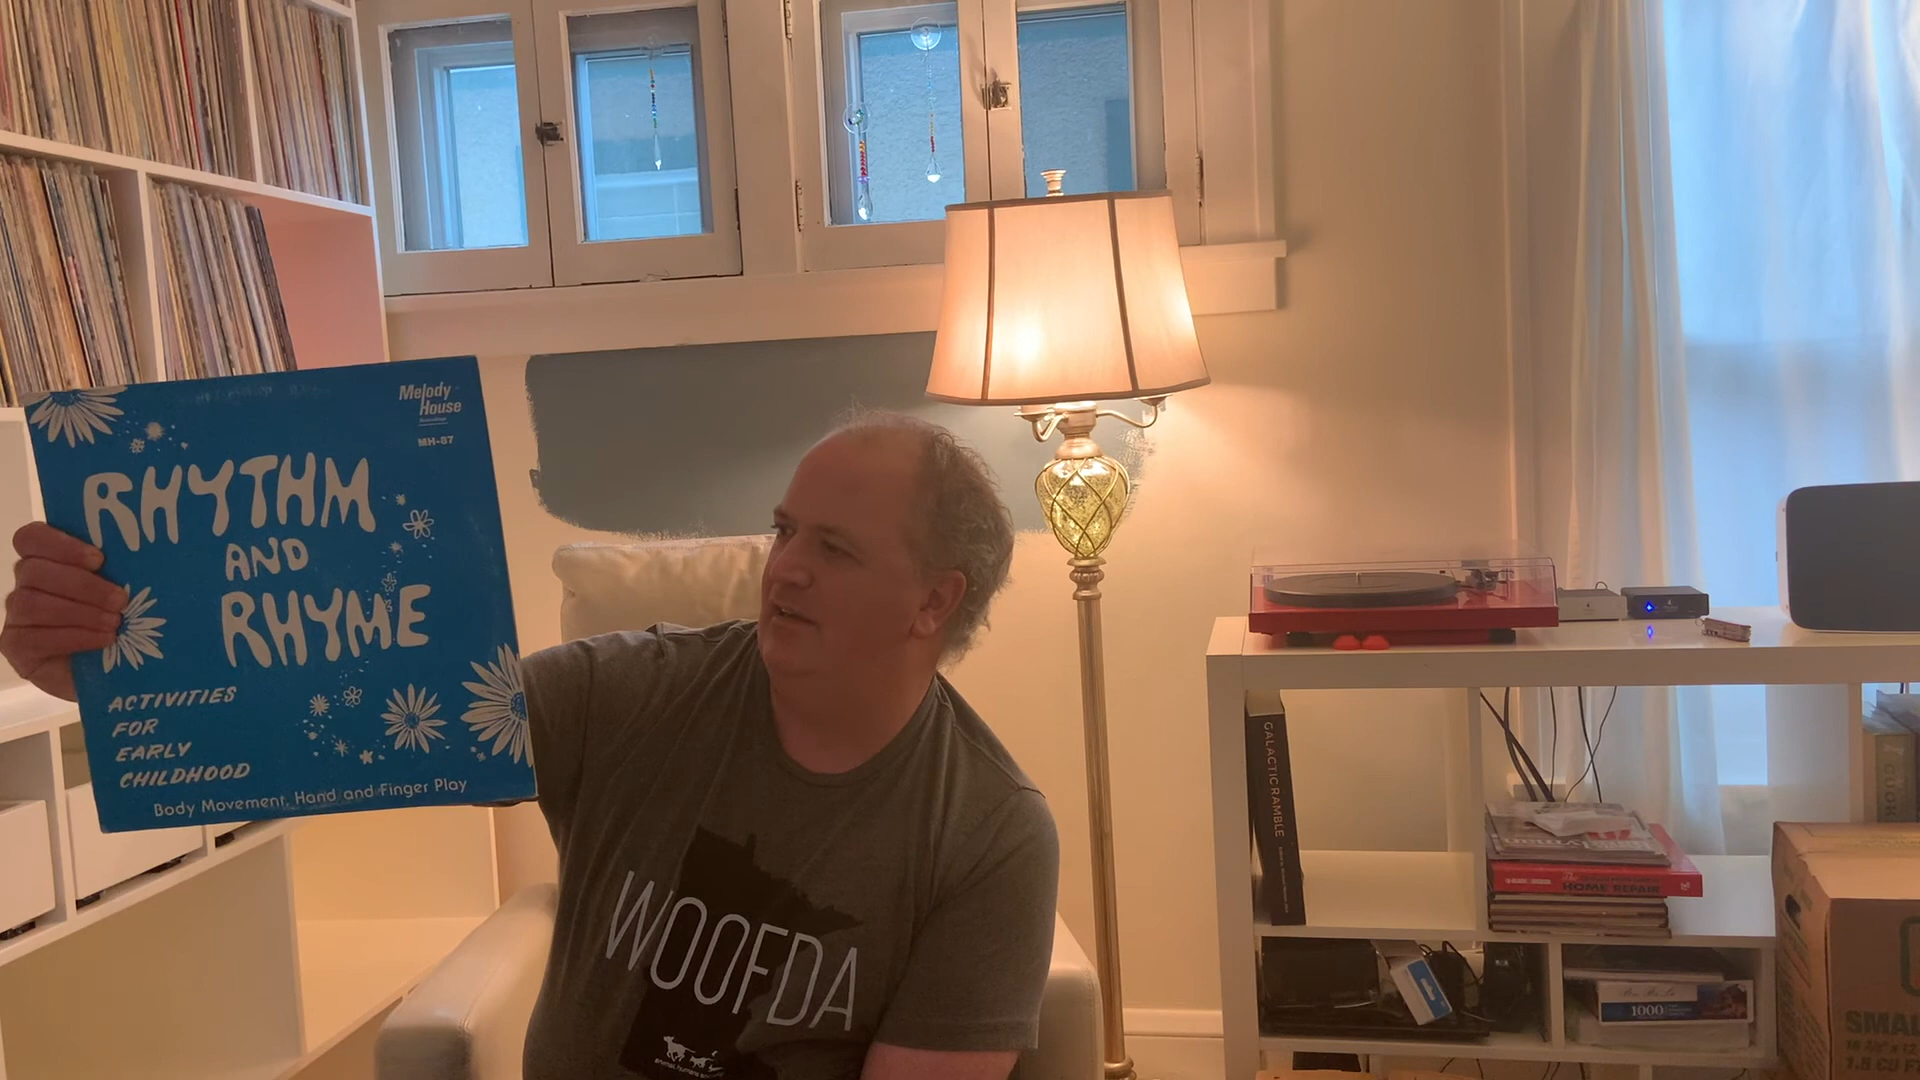 Melody
House
MH-87
RHYTHM
AND
RHYME
ACTIVITIES
FOR
EARLY
CHILDHOOD
Body Movement, Hand and Finger Play
WOOFDA
GALACTIC RAMBLE
HOME REPAIR
1000
SMAL